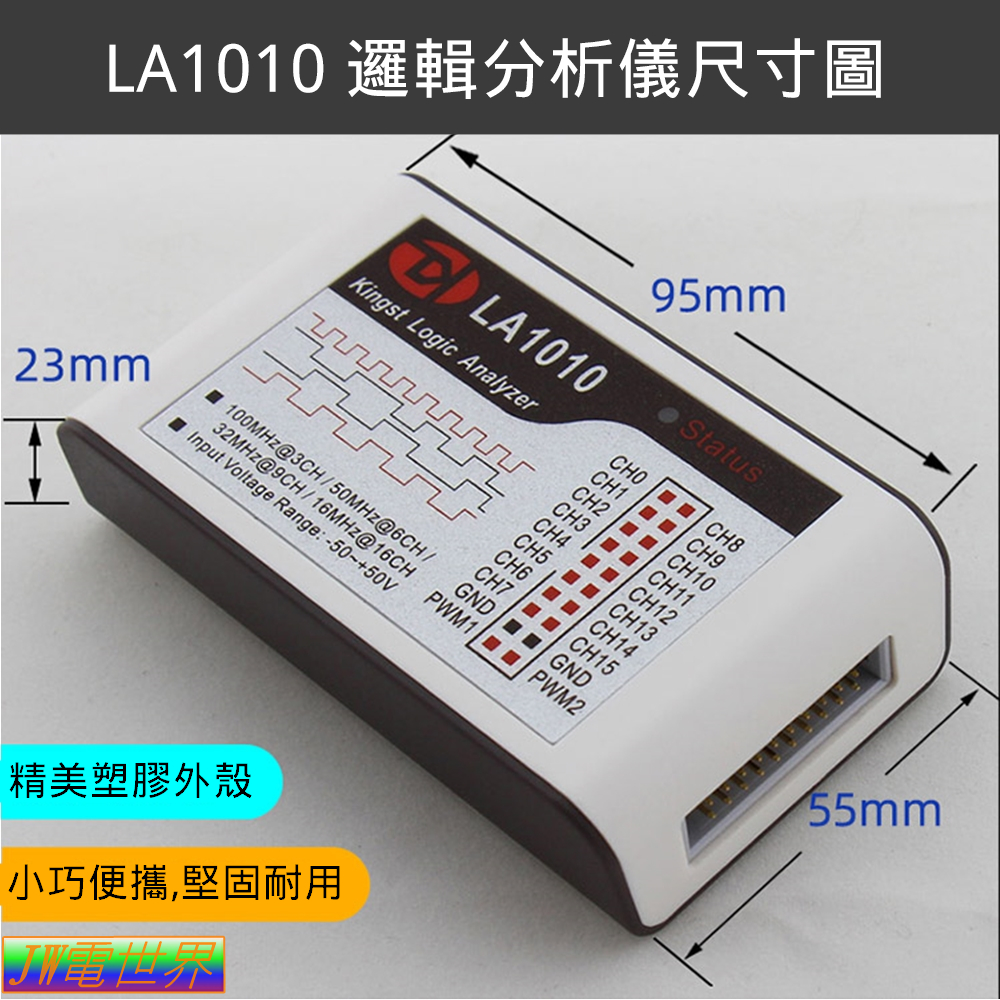 LA1010 邏輯分析儀尺寸圖
95mm
23mm
LA1010
Kingst Logic Analyzer
Status
100MHz@3CH / 50MHz@6CH /
32MHz@9CH / 16MHz@16CH
Input Voltage Range: -50~+50V
CH0
CH1
CH2
CH3
CH4
CH5
CH6
CH7
GND
PWM1
CH8
CH9
CH10
CH11
CH12
CH13
CH14
CH15
GND
PWM2
55mm
精美塑膠外殼
小巧便攜,堅固耐用
JW電世界